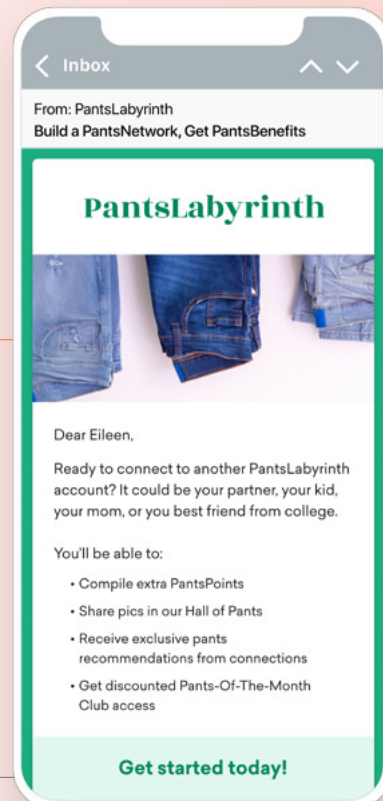 Inbox
From: PantsLabyrinth
Build a PantsNetwork, Get PantsBenefits
PantsLabyrinth
Dear Eileen,
Ready to connect to another PantsLabyrinth
account? It could be your partner, your kid,
your mom, or you best friend from college.
You'll be able to:
• Compile extra PantsPoints
• Share pics in our Hall of Pants
• Receive exclusive pants
recommendations from connections
• Get discounted Pants-Of-The-Month
Club access
Get started today!